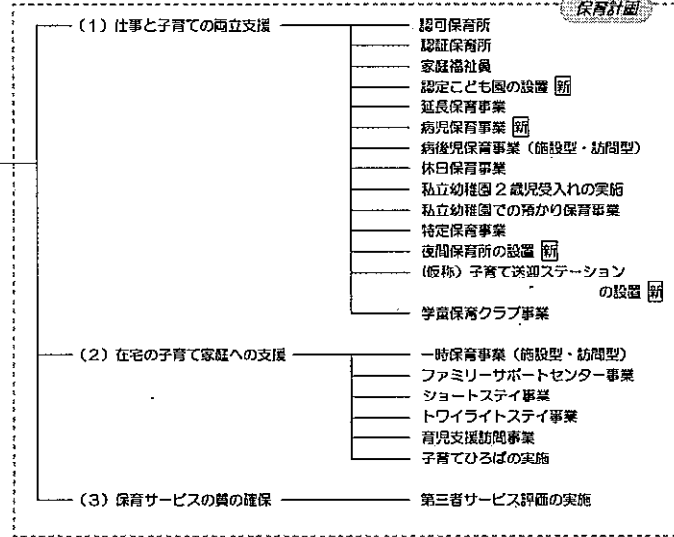 保育計画
(1) 仕事と子育ての両立支援
認可保育所
認証保育所
家庭福祉員
認定こども園の設置 新
延長保育事業
病児保育事業 新
病後児保育事業（施設型・訪問型）
休日保育事業
私立幼稚園2歳児受入れの実施
私立幼稚園での預かり保育事業
特定保育事業
夜間保育所の設置 新
(仮称) 子育て送迎ステーション
の設置 新
学童保育クラブ事業
(2) 在宅の子育て家庭への支援
一時保育事業（施設型・訪問型）
ファミリーサポートセンター事業
ショートステイ事業
トワイライトステイ事業
育児支援訪問事業
子育てひろばの実施
(3) 保育サービスの質の確保
第三者サービス評価の実施